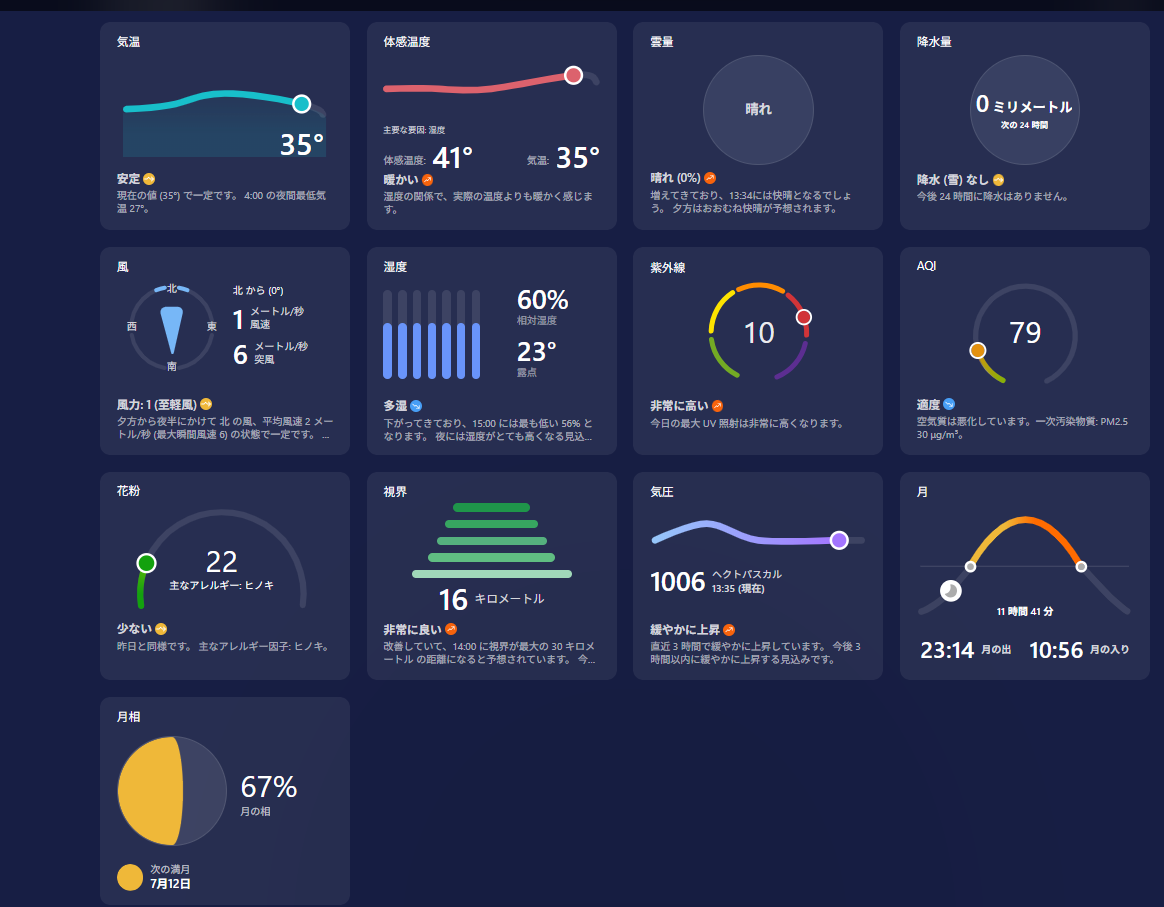 気温
35°
安定
現在の値 (35°) で一定です。 4:00 の夜間最低気
温 27°。
体感温度
主要な要因: 湿度
体感温度: 41° 気温: 35°
暖かい
湿度の関係で、実際の温度よりも暖かく感じま
す。
雲量
晴れ
晴れ (0%)
増えてきており、13:34には快晴となるでしょ
う。 夕方はおおむね快晴が予想されます。
降水量
0 ミリメートル
次の 24 時間
降水 (雪) なし
今後 24 時間に降水はありません。
風
北
西 東
南
北 から (0°)
1 メートル/秒
風速
6 メートル/秒
突風
風力: 1 (至軽風)
夕方から夜半にかけて 北 の風、平均風速 2 メー
トル/秒 (最大瞬間風速 6) の状態で一定です。 ...
湿度
60%
相対湿度
23°
露点
多湿
下がってきており、15:00 には最も低い 56% と
なります。 夜には湿度がとても高くなる見込...
紫外線
10
非常に高い
今日の最大 UV 照射は非常に高くなります。
AQI
79
適度
空気質は悪化しています。一次汚染物質: PM2.5
30 μg/m³。
花粉
22
主なアレルギー: ヒノキ
少ない
昨日と同様です。 主なアレルギー因子: ヒノキ。
視界
16 キロメートル
非常に良い
改善していて、14:00 に視界が最大の 30 キロメ
ートル の距離になると予想されています。 今...
気圧
1006 ヘクトパスカル
13:35 (現在)
緩やかに上昇
直近 3 時間で緩やかに上昇しています。 今後 3
時間以内に緩やかに上昇する見込みです。
月
11 時間 41 分
23:14 月の出 10:56 月の入り
月相
67%
月の相
次の満月
7月12日